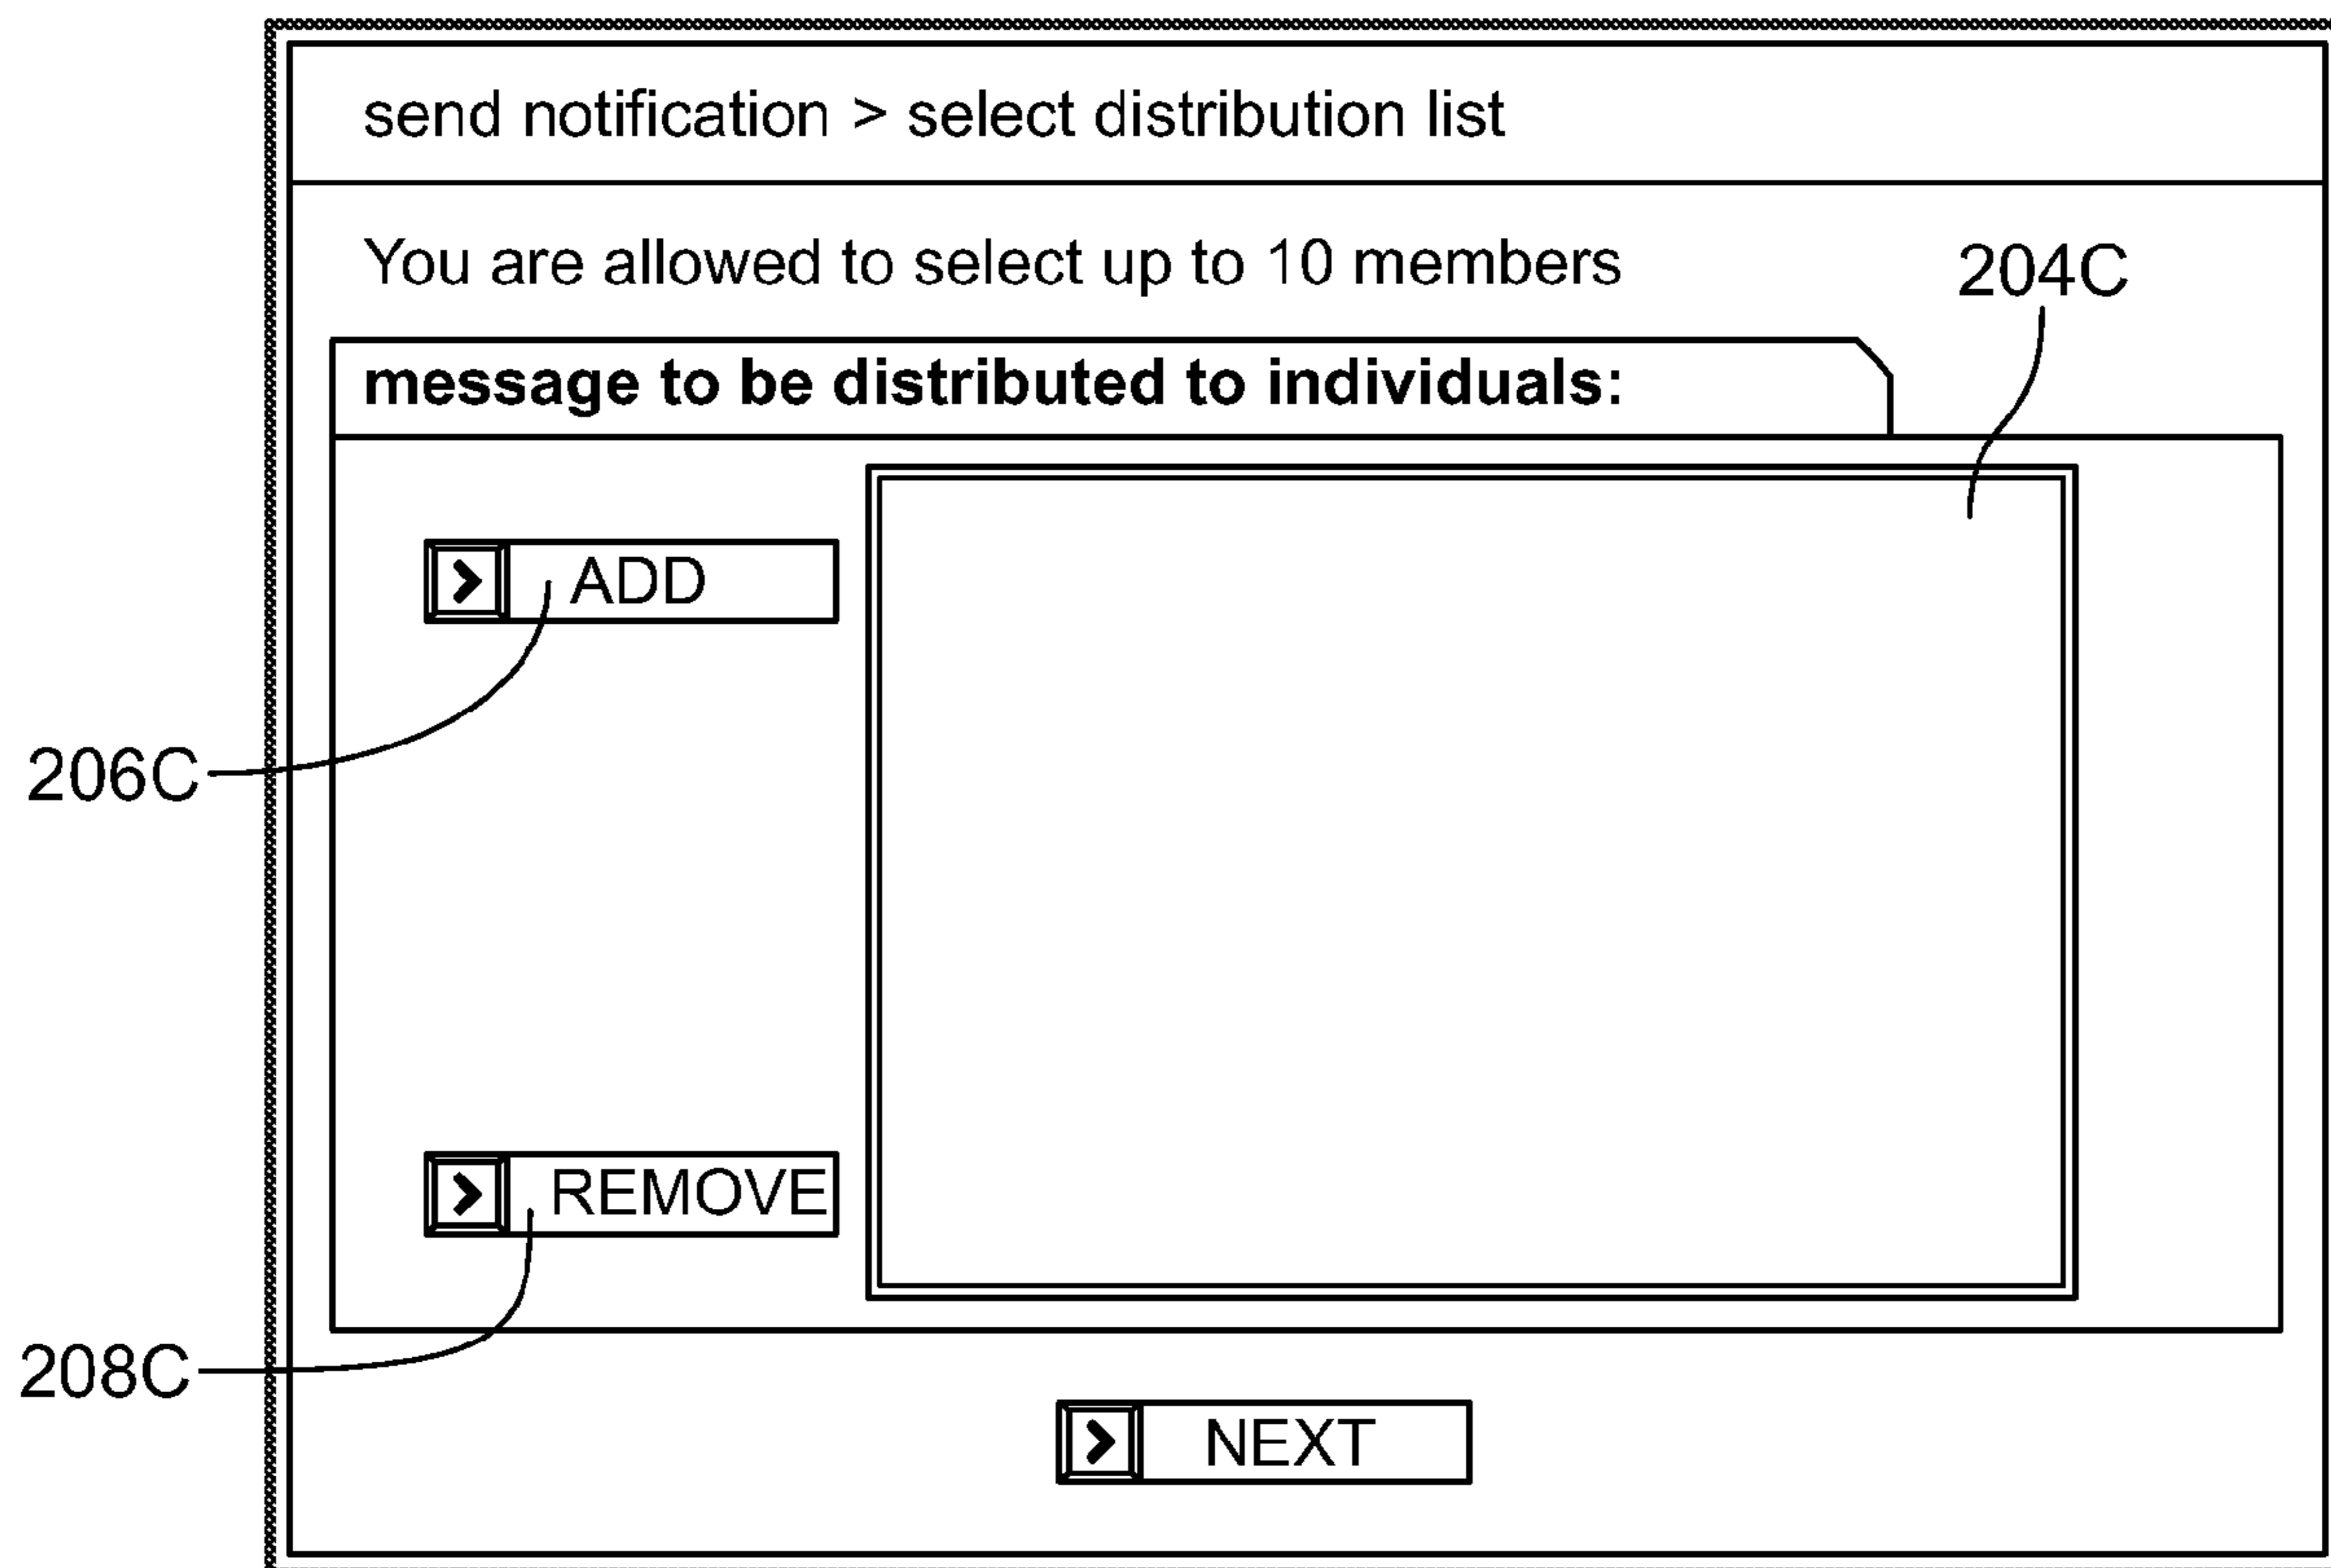 send notification > select distribution list
You are allowed to select up to 10 members
204C
message to be distributed to individuals:
ADD
206C
REMOVE
208C
NEXT